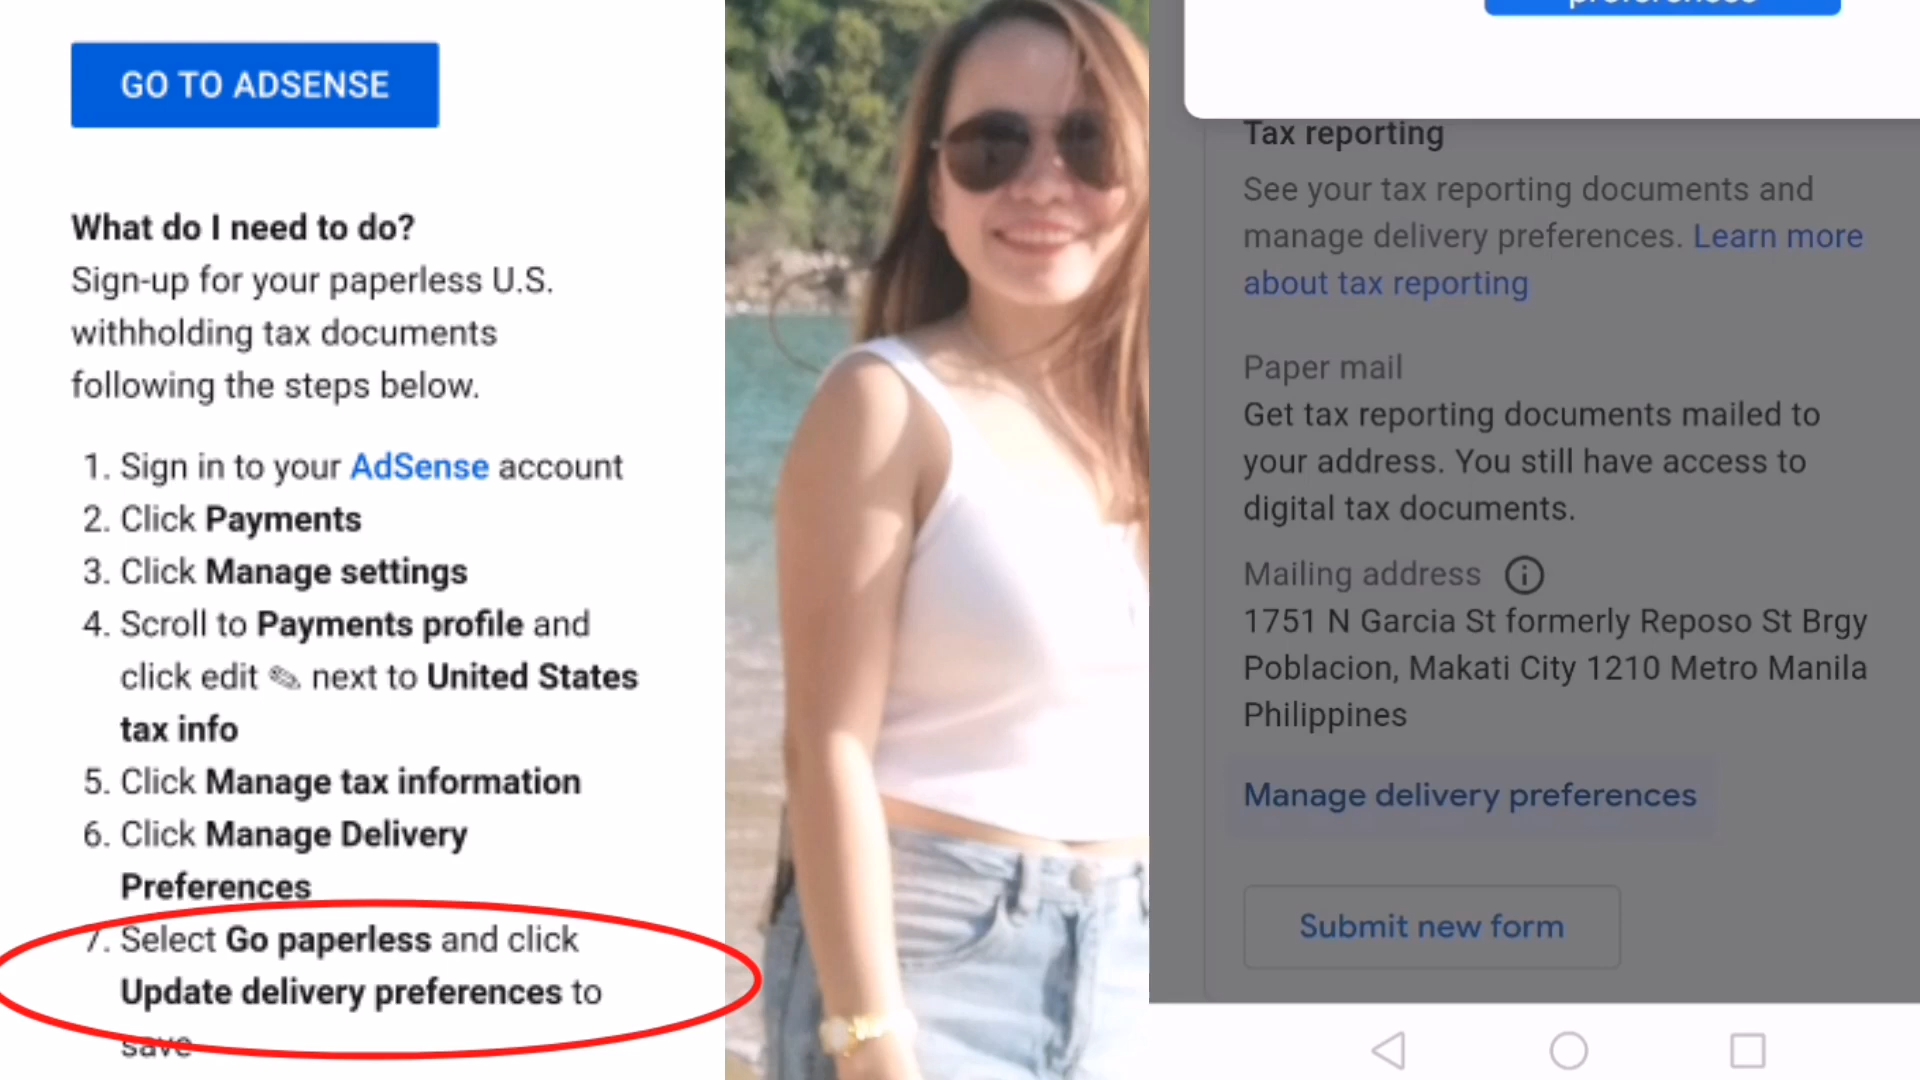 GO TO ADSENSE
What do I need to do?
Sign-up for your paperless U.S.
withholding tax documents
following the steps below.
1. Sign in to your AdSense account
2. Click Payments
3. Click Manage settings
4. Scroll to Payments profile and
click edit ✎ next to United States
tax info
5. Click Manage tax information
6. Click Manage Delivery
Preferences
7. Select Go paperless and click
Update delivery preferences to
save
preferences
Tax reporting
See your tax reporting documents and
manage delivery preferences. Learn more
about tax reporting
Paper mail
Get tax reporting documents mailed to
your address. You still have access to
digital tax documents.
Mailing address
1751 N Garcia St formerly Reposo St Brgy
Poblacion, Makati City 1210 Metro Manila
Philippines
Manage delivery preferences
Submit new form